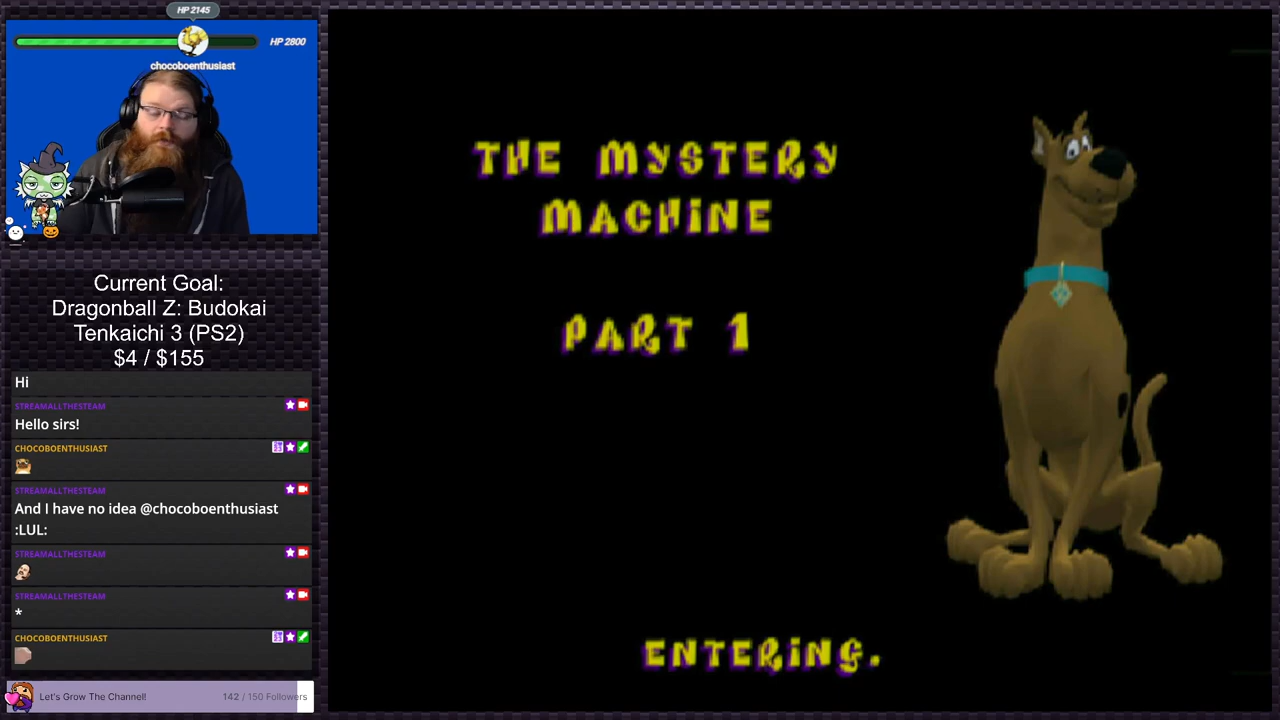 HP 2145
HP 2800
chocoboenthusiast
Current Goal:
Dragonball Z: Budokai
Tenkaichi 3 (PS2)
$4 / $155
Hi
STREAMALLTHESTEAM
Hello sirs!
CHOCOBOENTHUSIAST
STREAMALLTHESTEAM
And I have no idea @chocoboenthusiast
:LUL:
STREAMALLTHESTEAM
STREAMALLTHESTEAM
*
CHOCOBOENTHUSIAST
Let's Grow The Channel!
142 / 150 Followers
THE MYSTERY
MACHiNE
PART 1
ENTERiNG.